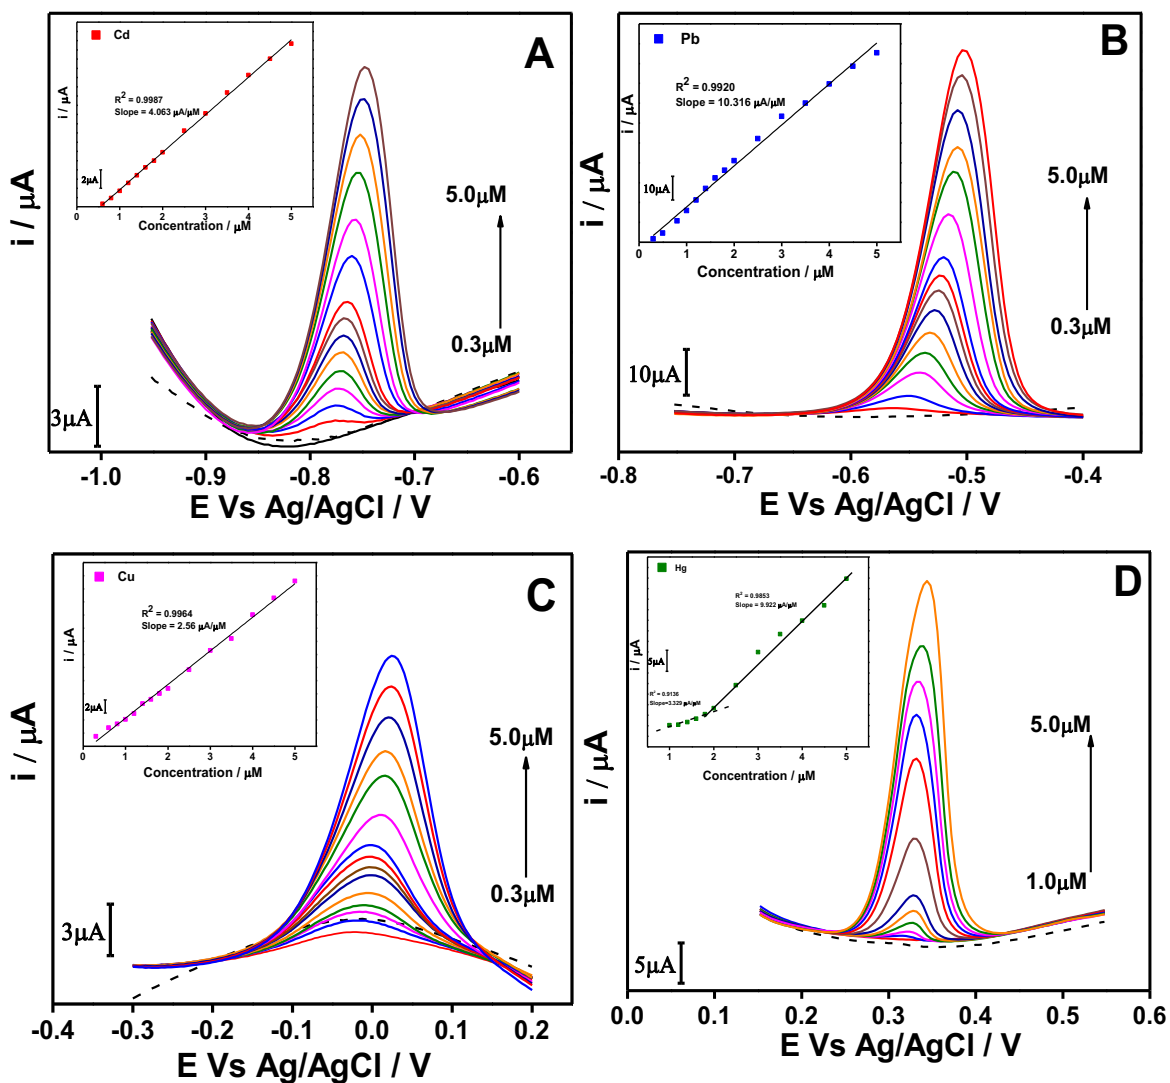 A
Cd
R² = 0.9987
Slope = 4.063 µA/µM
i / µA
2µA
0 1 2 3 4 5
Concentration / µM
5.0µM
0.3µM
i / µA
3µA
-1.0 -0.9 -0.8 -0.7 -0.6
E Vs Ag/AgCl / V
B
Pb
R² = 0.9920
Slope = 10.316 µA/µM
i / µA
10µA
0 1 2 3 4 5
Concentration / µM
5.0µM
0.3µM
i / µA
10µA
-0.8 -0.7 -0.6 -0.5 -0.4
E Vs Ag/AgCl / V
C
Cu
R² = 0.9964
Slope = 2.56 µA/µM
i / µA
2µA
0 1 2 3 4 5
Concentration / µM
5.0µM
0.3µM
i / µA
3µA
-0.4 -0.3 -0.2 -0.1 0.0 0.1 0.2
E Vs Ag/AgCl / V
D
Hg
R² = 0.9853
Slope = 9.922 µA/µM
i / µA
5µA
R² = 0.9136
Slope=3.329 µA/µM
1 2 3 4 5
Concentration / µM
5.0µM
1.0µM
i / µA
5µA
0.0 0.1 0.2 0.3 0.4 0.5 0.6
E Vs Ag/AgCl / V